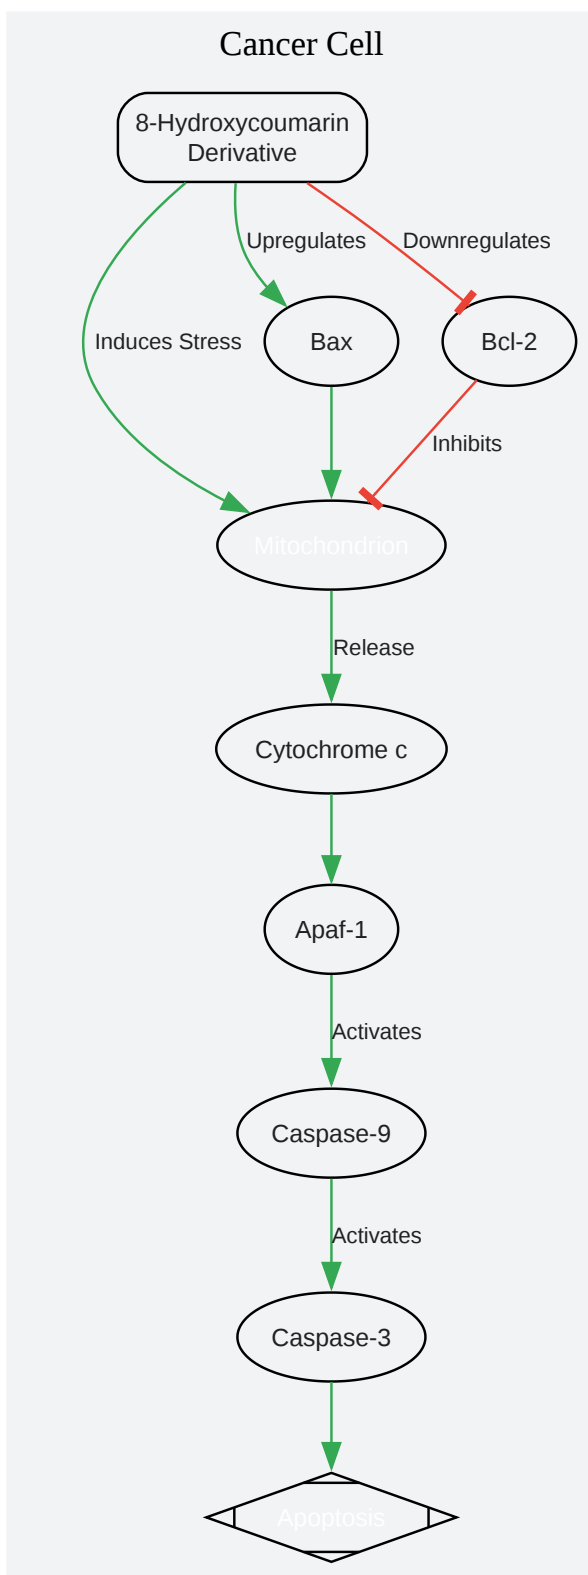 Cancer Cell
8-Hydroxycoumarin
Derivative
Upregulates
Downregulates
Induces Stress
Bax
Bcl-2
Inhibits
Mitochondrion
Release
Cytochrome c
Apaf-1
Activates
Caspase-9
Activates
Caspase-3
Apoptosis